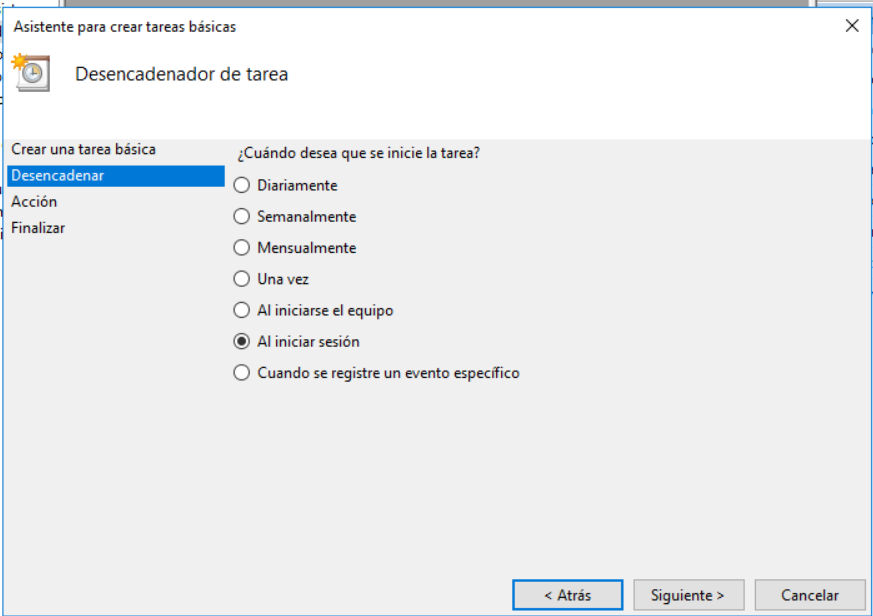 Asistente para crear tareas básicas
Desencadenador de tarea
Crear una tarea básica
Desencadenar
Acción
Finalizar
¿Cuándo desea que se inicie la tarea?
Diariamente
Semanalmente
Mensualmente
Una vez
Al iniciarse el equipo
Al iniciar sesión
Cuando se registre un evento específico
< Atrás
Siguiente >
Cancelar